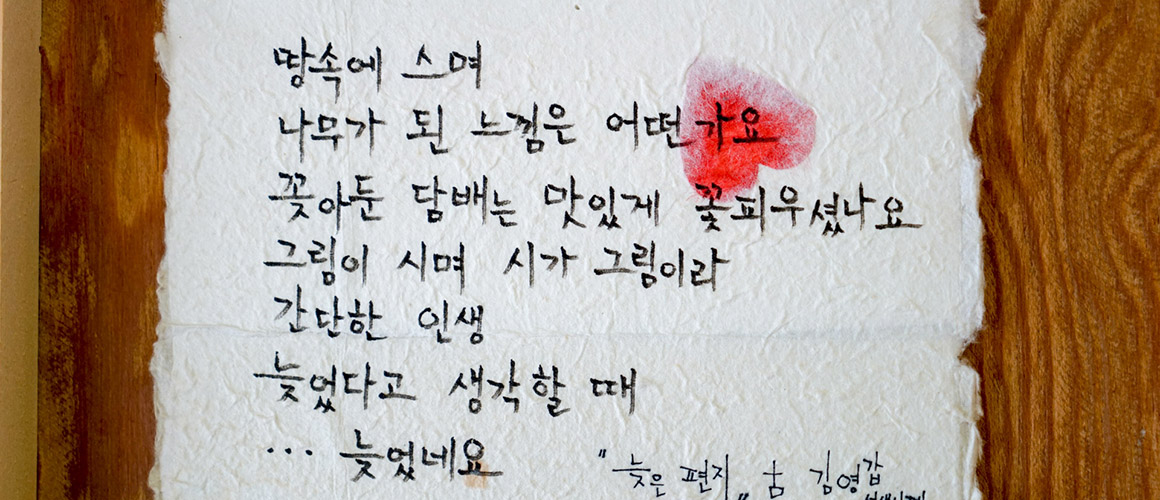 땅속에 스며
나무가 된 느낌은 어떤가요
꽂아둔 담배는 맛있게 꽃피우셨나요
그림이 시며 시가 그림이라
간단한 인생
늦었다고 생각할 때
... 늦었네요
"늦은 편지" 숨 김영갑